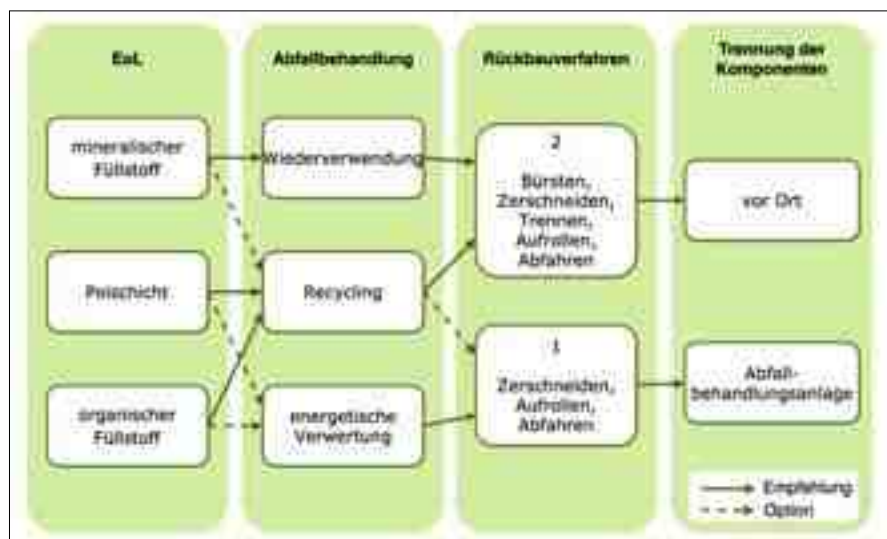 EoL
mineralischer
Füllstoff
Polschicht
organischer
Füllstoff
Abfallbehandlung
Wiederverwendung
Recycling
energetische
Verwertung
Rückbauverfahren
2
Bürsten,
Zerschneiden,
Trennen,
Aufrollen,
Abfahren
1
Zerschneiden,
Aufrollen,
Abfahren
Trennung der
Komponenten
vor Ort
Abfall-
behandlungsanlage
Empfehlung
Option